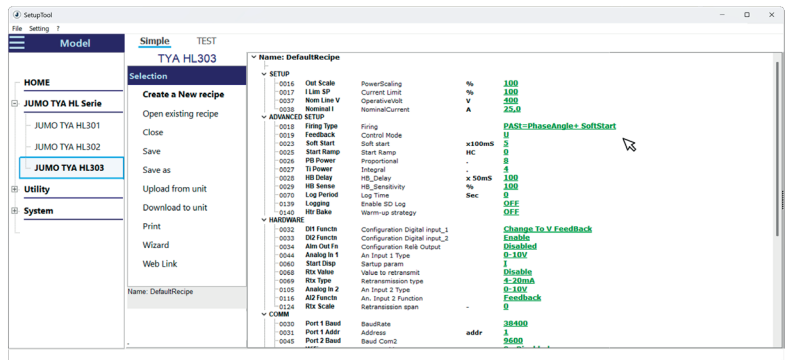 SetupTool
File Setting ?
Model
Simple TEST
TYA HL303
HOME
JUMO TYA HL Serie
JUMO TYA HL301
JUMO TYA HL302
JUMO TYA HL303
Utility
System
Selection
Create a New recipe
Open existing recipe
Close
Save
Save as
Upload from unit
Download to unit
Print
Wizard
Web Link
Name: DefaultRecipe
Name: DefaultRecipe
SETUP
0016 Out Scale PowerScaling % 100
0017 I Lim SP Current Limit % 100
0037 Nom Line V OperativeVolt V 400
0038 Nominal I NominalCurrent A 25,0
ADVANCED SETUP
0018 Firing Type Firing PASt=PhaseAngle+ SoftStart
0019 Feedback Control Mode U
0023 Soft Start Soft start x100mS 5
0025 Start Ramp Start Ramp HC 0
0026 PB Power Proportional . 8
0027 Ti Power Integral . 4
0028 HB Delay HB_Delay x 50mS 100
0029 HB Sense HB_Sensitivity % 100
0070 Log Period Log Time Sec 0
0139 Logging Enable SD Log OFF
0140 Htr Bake Warm-up strategy OFF
HARDWARE
0032 DI1 Functn Configuration Digital input_1 Change To V FeedBack
0033 DI2 Functn Configuration Digital input_2 Enable
0034 Alm Out Fn Configuration Relè Output Disabled
0044 Analog In 1 An Input 1 Type 0-10V
0060 Start Disp Sartup param I
0068 Rtx Value Value to retransmit Disable
0069 Rtx Type Retransmission type 4-20mA
0105 Analog In 2 An Input 2 Type 0-10V
0116 AI2 Functn An. Input 2 Function Feedback
0124 Rtx Scale Retransission span - 0
COMM
0030 Port 1 Baud BaudRate 38400
0031 Port 1 Addr Address addr 1
0045 Port 2 Baud Baud Com2 9600